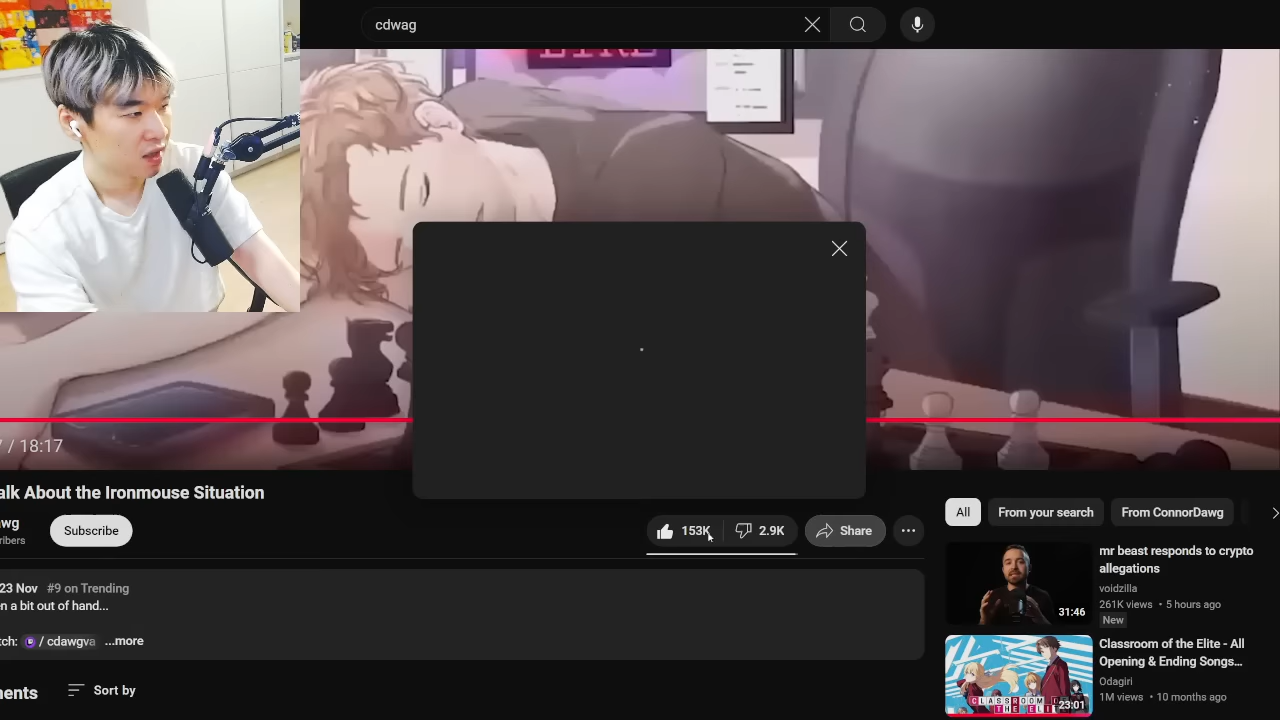 cdwag
/ 18:17
alk About the Ironmouse Situation
wg
ribers
Subscribe
153K
2.9K
Share
23 Nov #9 on Trending
n a bit out of hand...
tch: / cdawgva ...more
ments
Sort by
All
From your search
From ConnorDawg
mr beast responds to crypto
allegations
voidzilla
261K views • 5 hours ago
New
31:46
Classroom of the Elite - All
Opening & Ending Songs...
Odagiri
1M views • 10 months ago
CLASSROOM
THE ELI
23:01